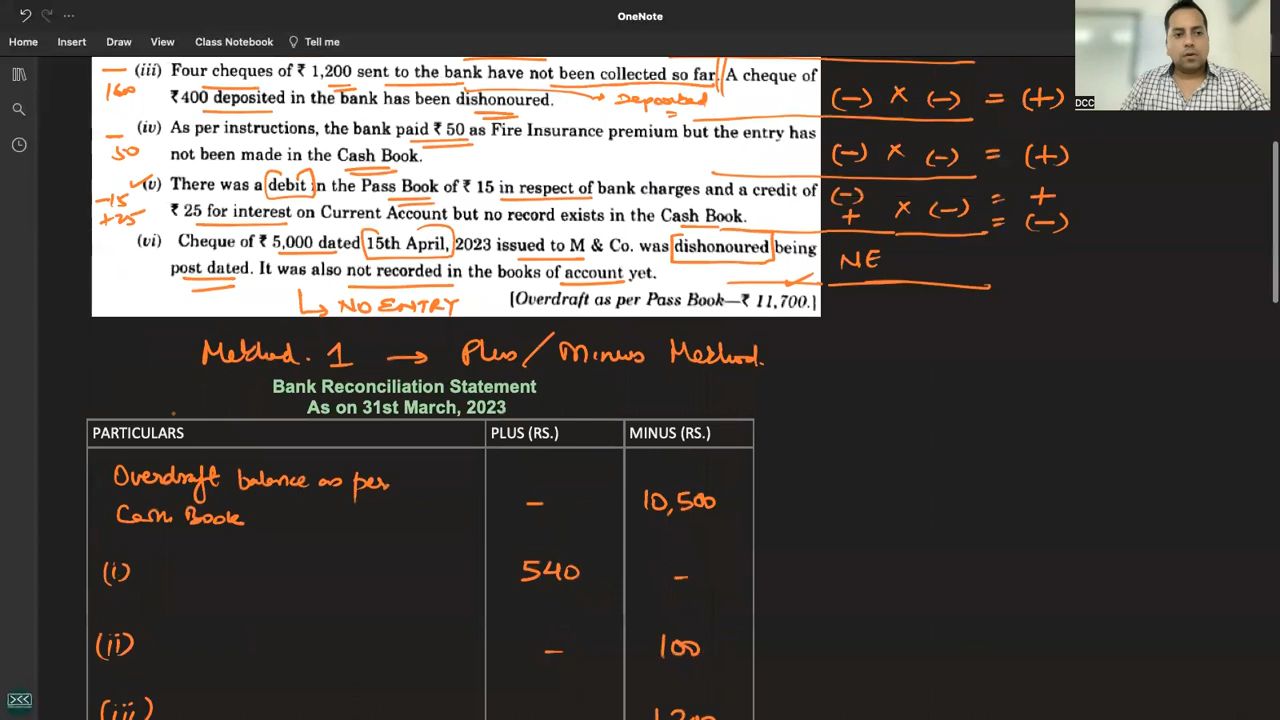 OneNote
Home Insert Draw View Class Notebook Tell me
(iii) Four cheques of ₹ 1,200 sent to the bank have not been collected so far. A cheque of
1600
₹400 deposited in the bank has been dishonoured. Deposited
(-) × (-) = (+)
DCC
(iv) As per instructions, the bank paid ₹ 50 as Fire Insurance premium but the entry has
50
not been made in the Cash Book.
(-) × (-) = (+)
(v) There was a debit in the Pass Book of ₹ 15 in respect of bank charges and a credit of
-15
+25
₹ 25 for interest on Current Account but no record exists in the Cash Book.
(-) = +
+ × (-) = (-)
(vi) Cheque of ₹ 5,000 dated 15th April, 2023 issued to M & Co. was dishonoured being
post dated. It was also not recorded in the books of account yet.
NE
NO ENTRY
[Overdraft as per Pass Book—₹ 11,700.]
Method. 1 → Plus/Minus Method.
Bank Reconciliation Statement
As on 31st March, 2023
PARTICULARS PLUS (RS.) MINUS (RS.)
Overdraft balance as per
Cash Book - 10,500
(i) 540 -
(ii) - 100
(iii) 1200